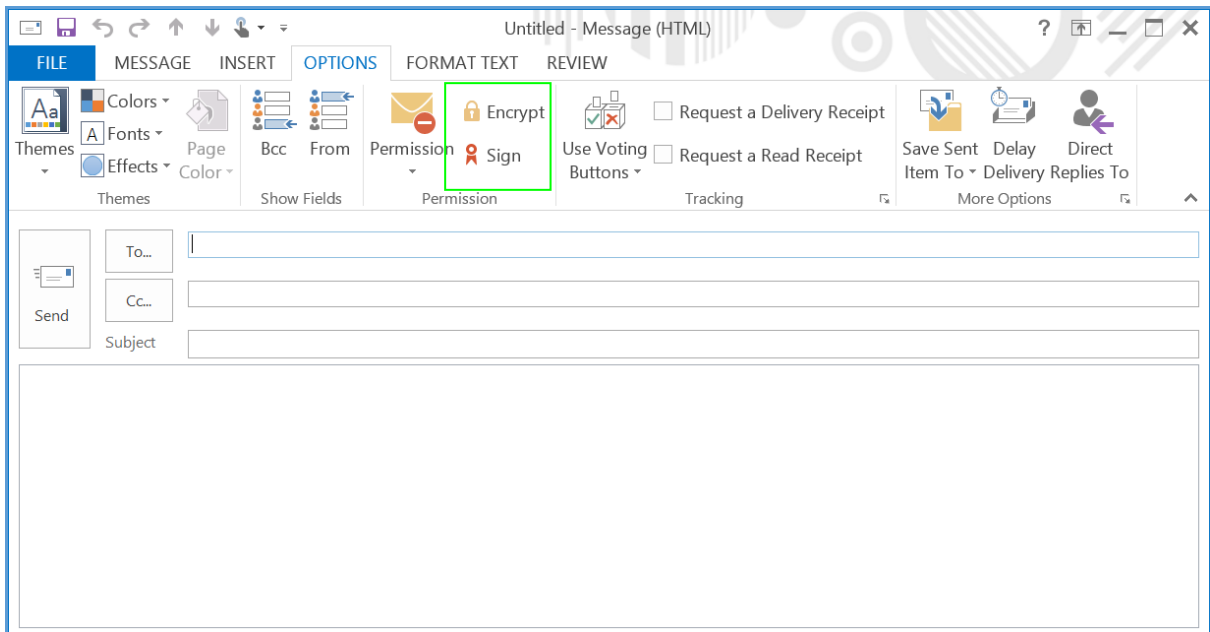 Untitled - Message (HTML) ?
FILE MESSAGE INSERT OPTIONS FORMAT TEXT REVIEW
Aa Colors Encrypt Request a Delivery Receipt
A Fonts
Themes Page Bcc From Permission Sign Use Voting Request a Read Receipt Save Sent Delay Direct
Effects Color Buttons Item To Delivery Replies To
Themes Show Fields Permission Tracking More Options
To...
Cc...
Send
Subject